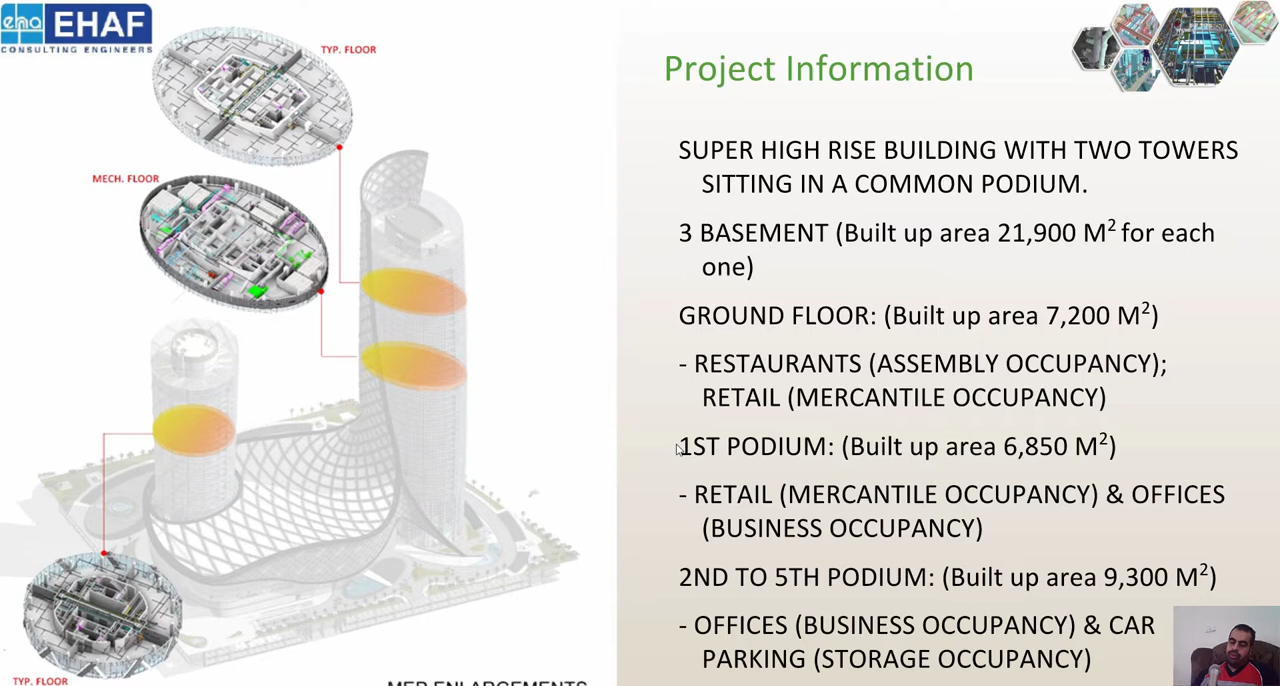 ehaf EHAF
CONSULTING ENGINEERS
TYP. FLOOR
MECH. FLOOR
TYP. FLOOR
MEP ENLARGEMENTS
Project Information
SUPER HIGH RISE BUILDING WITH TWO TOWERS
SITTING IN A COMMON PODIUM.
3 BASEMENT (Built up area 21,900 M² for each
one)
GROUND FLOOR: (Built up area 7,200 M²)
- RESTAURANTS (ASSEMBLY OCCUPANCY);
RETAIL (MERCANTILE OCCUPANCY)
1ST PODIUM: (Built up area 6,850 M²)
- RETAIL (MERCANTILE OCCUPANCY) & OFFICES
(BUSINESS OCCUPANCY)
2ND TO 5TH PODIUM: (Built up area 9,300 M²)
- OFFICES (BUSINESS OCCUPANCY) & CAR
PARKING (STORAGE OCCUPANCY)